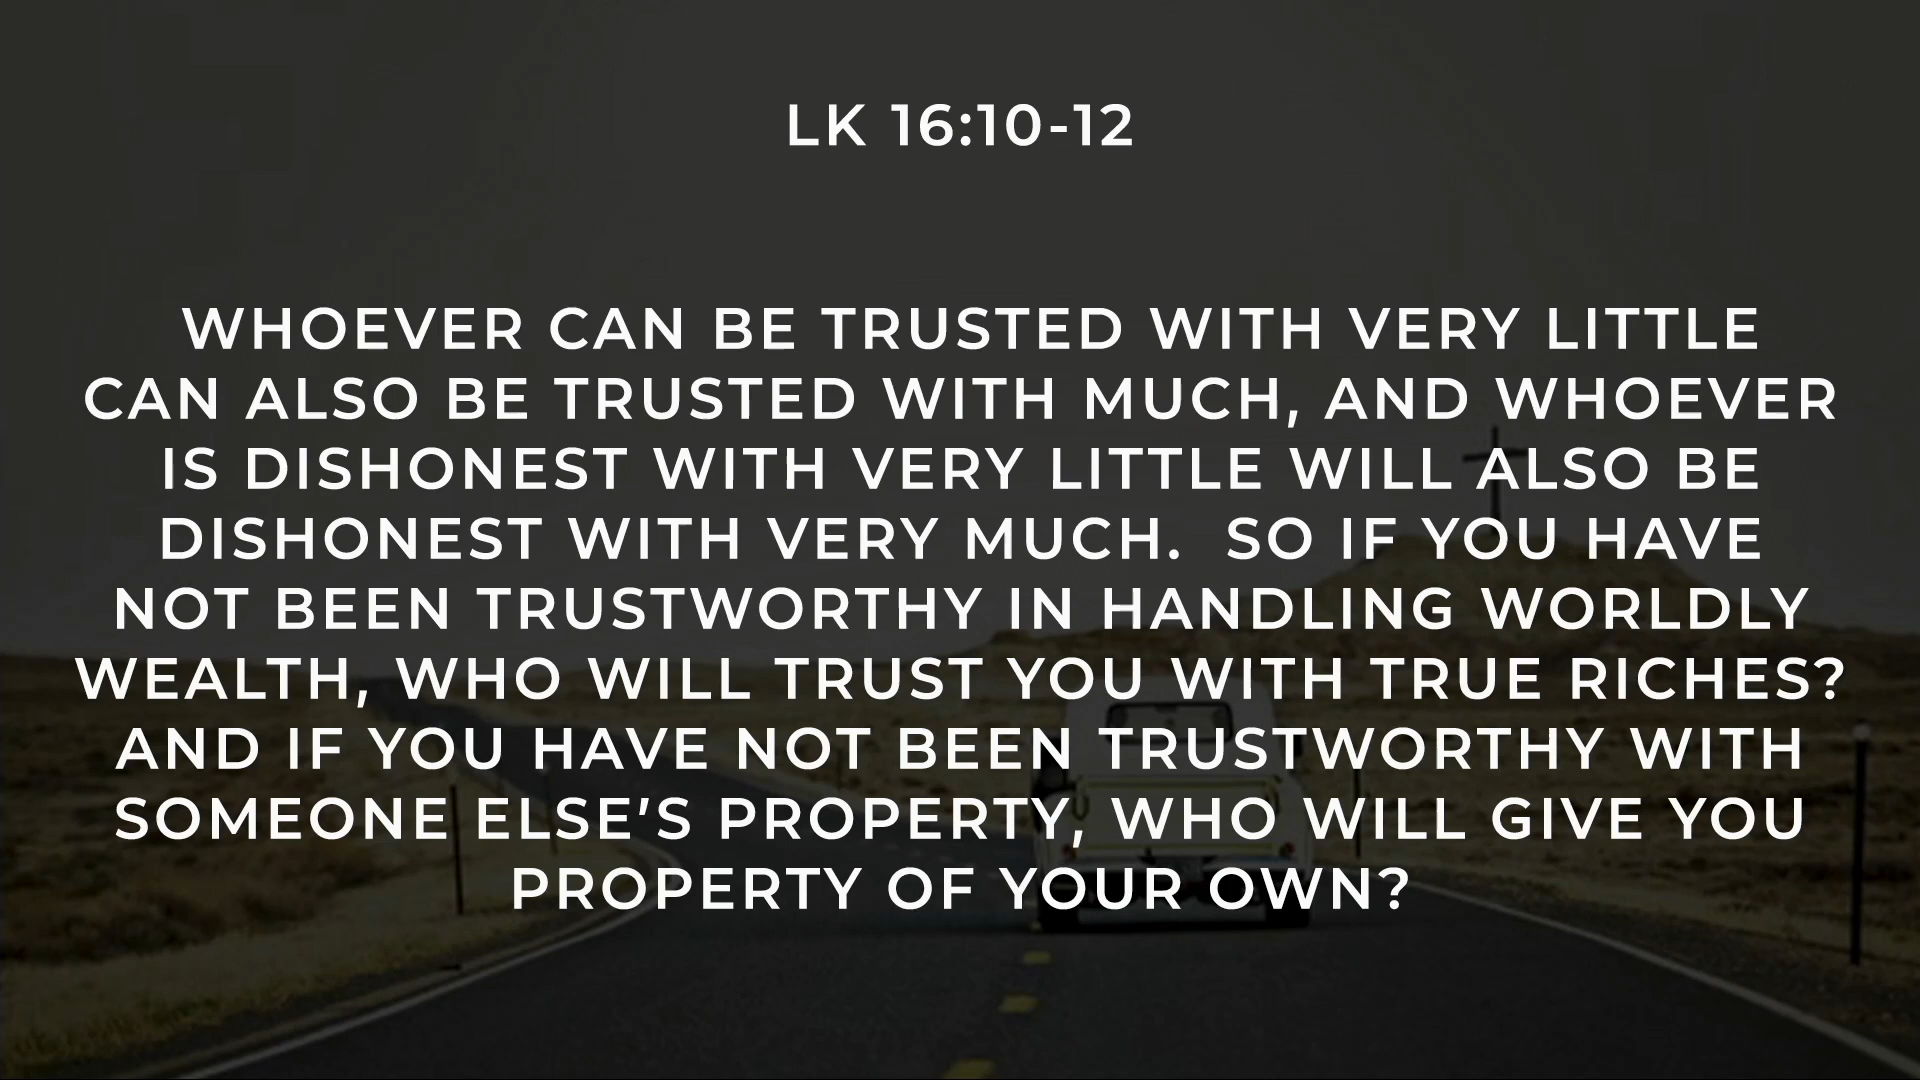 LK 16:10-12
WHOEVER CAN BE TRUSTED WITH VERY LITTLE
CAN ALSO BE TRUSTED WITH MUCH, AND WHOEVER
IS DISHONEST WITH VERY LITTLE WILL ALSO BE
DISHONEST WITH VERY MUCH.  SO IF YOU HAVE
NOT BEEN TRUSTWORTHY IN HANDLING WORLDLY
WEALTH, WHO WILL TRUST YOU WITH TRUE RICHES?
AND IF YOU HAVE NOT BEEN TRUSTWORTHY WITH
SOMEONE ELSE’S PROPERTY, WHO WILL GIVE YOU
PROPERTY OF YOUR OWN?